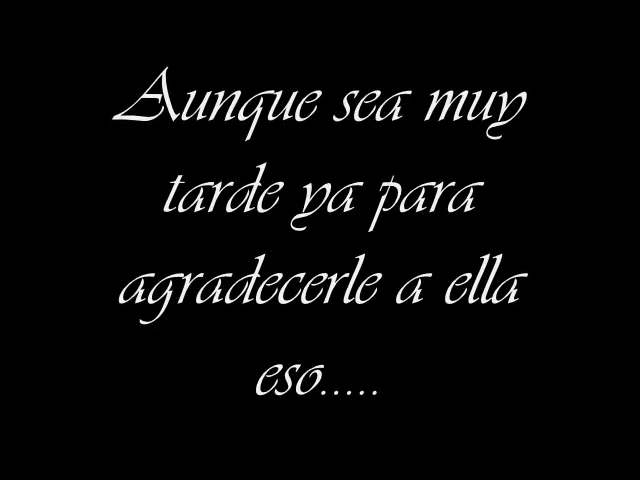 Aunque sea muy
tarde ya para
agradecerle a ella
eso.....